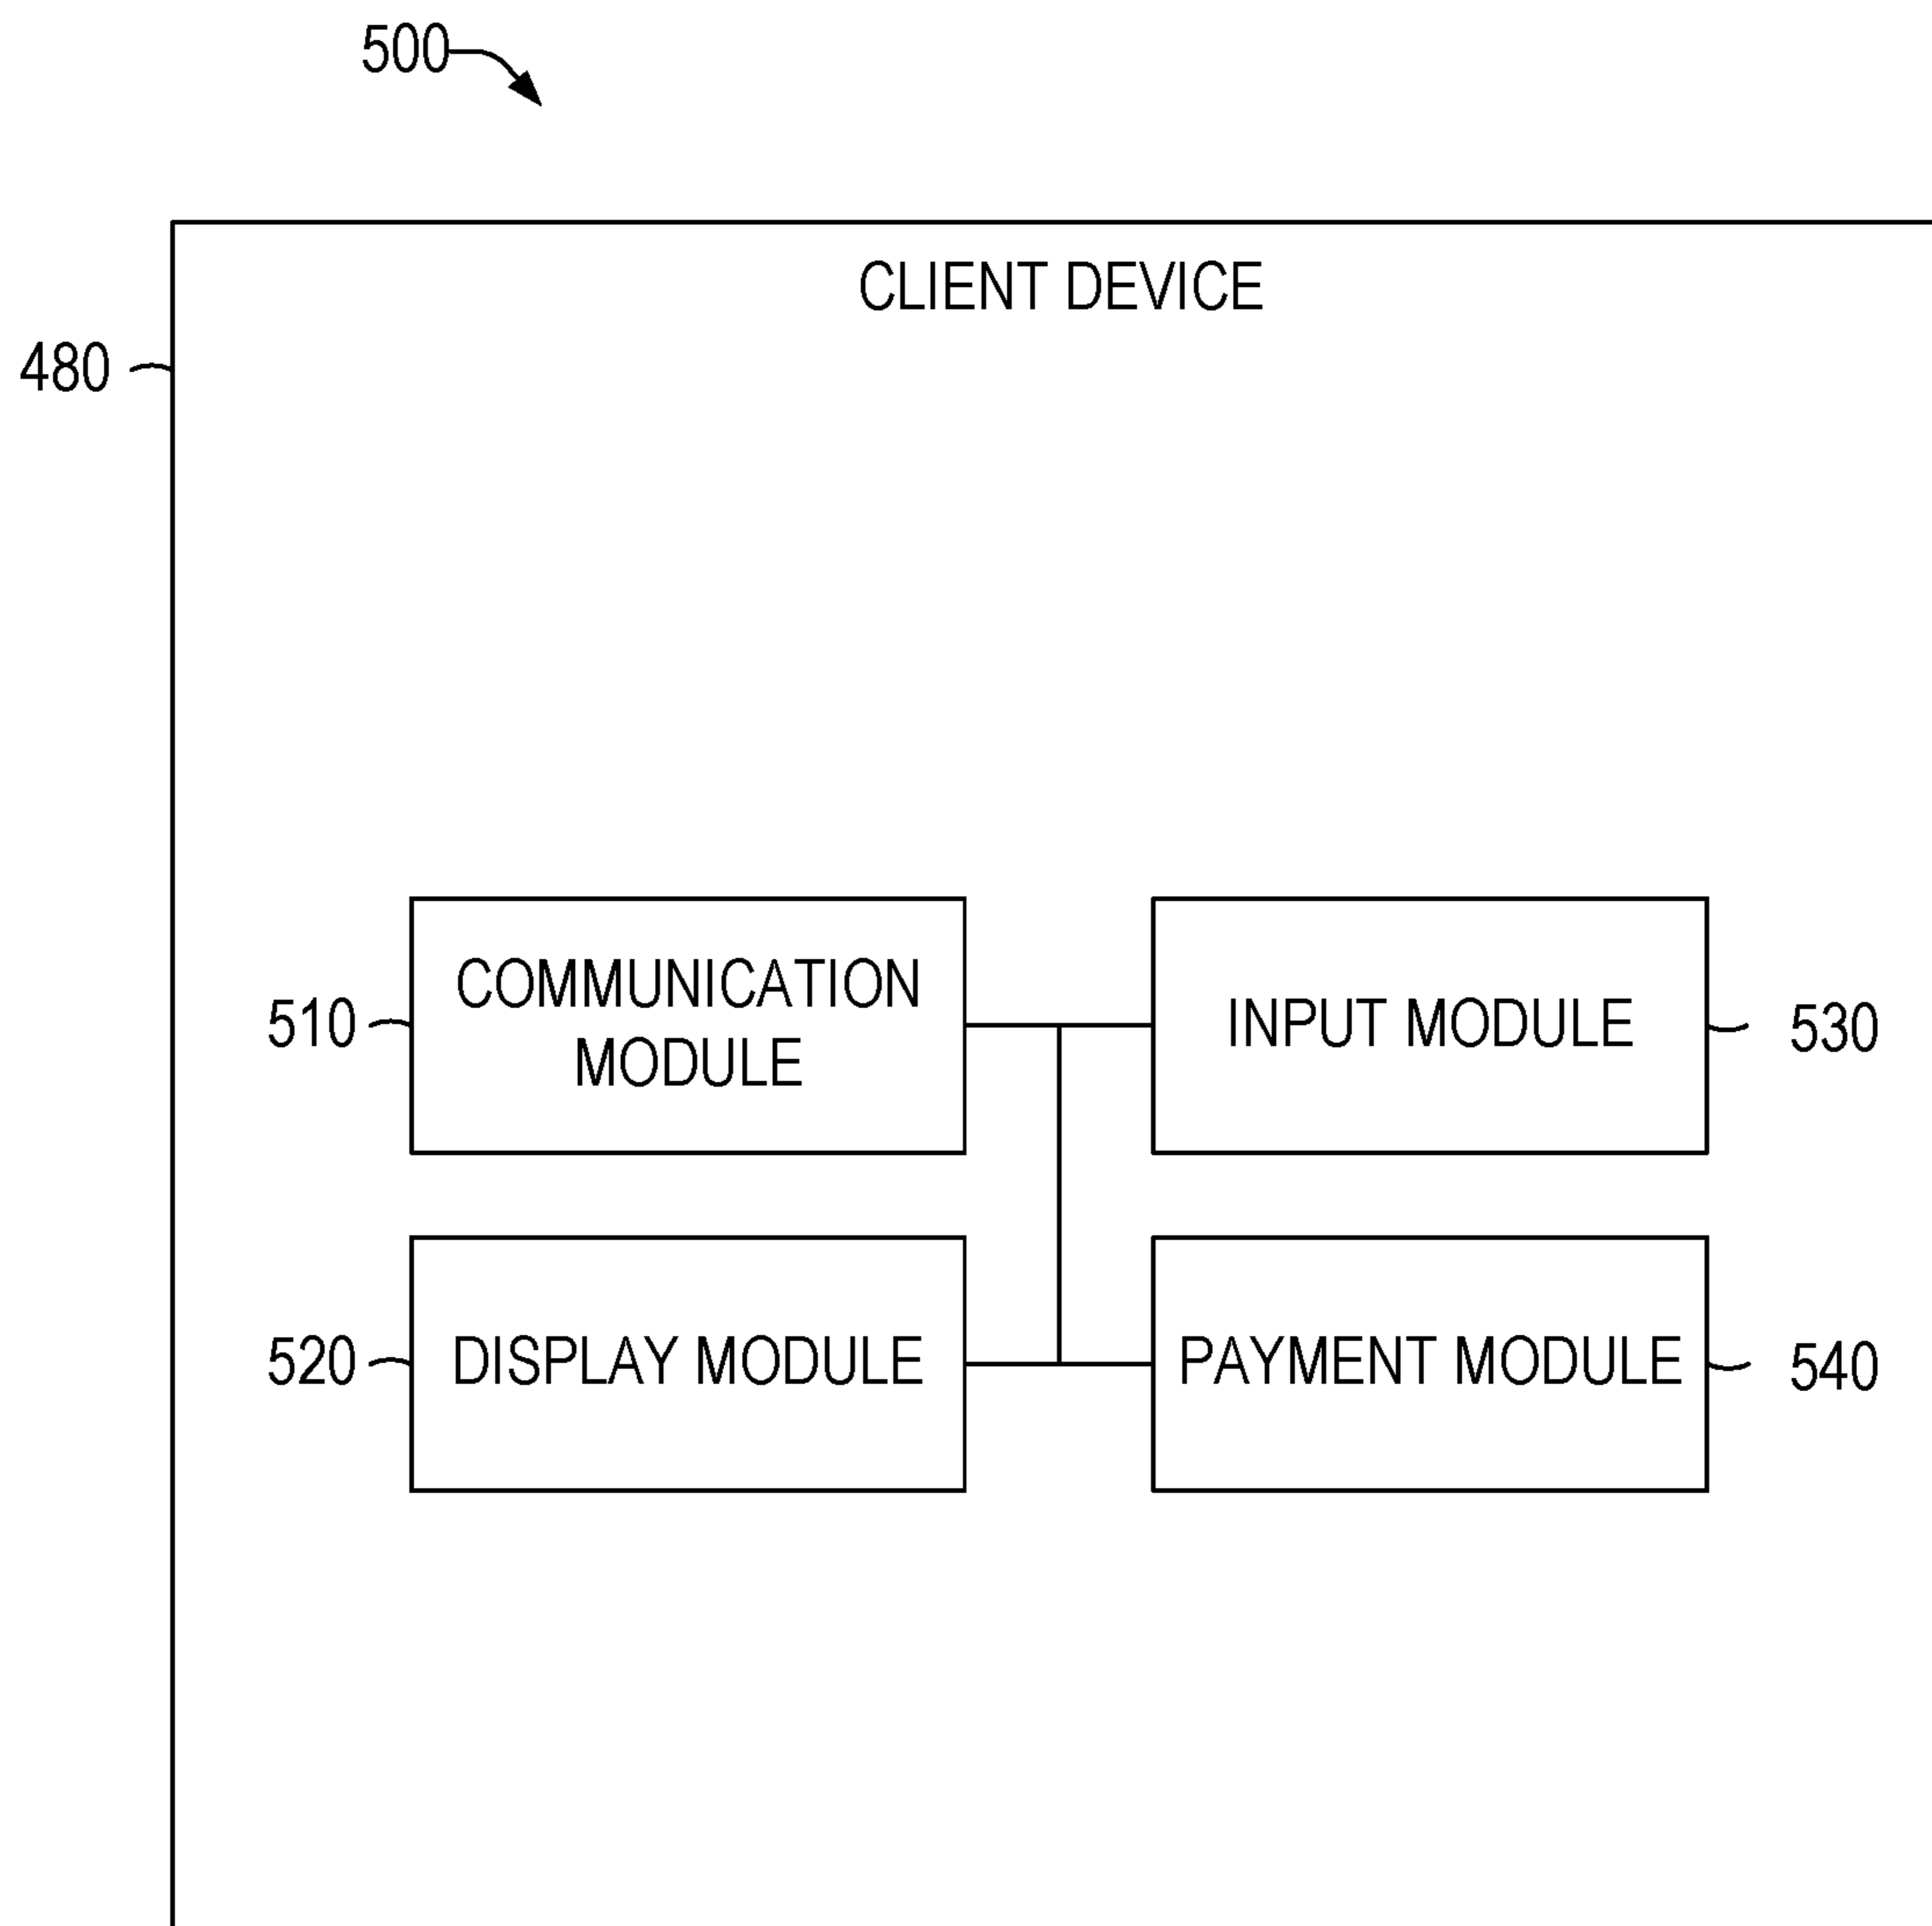 500
CLIENT DEVICE
480
COMMUNICATION
MODULE
510
INPUT MODULE
530
520
DISPLAY MODULE
PAYMENT MODULE
540